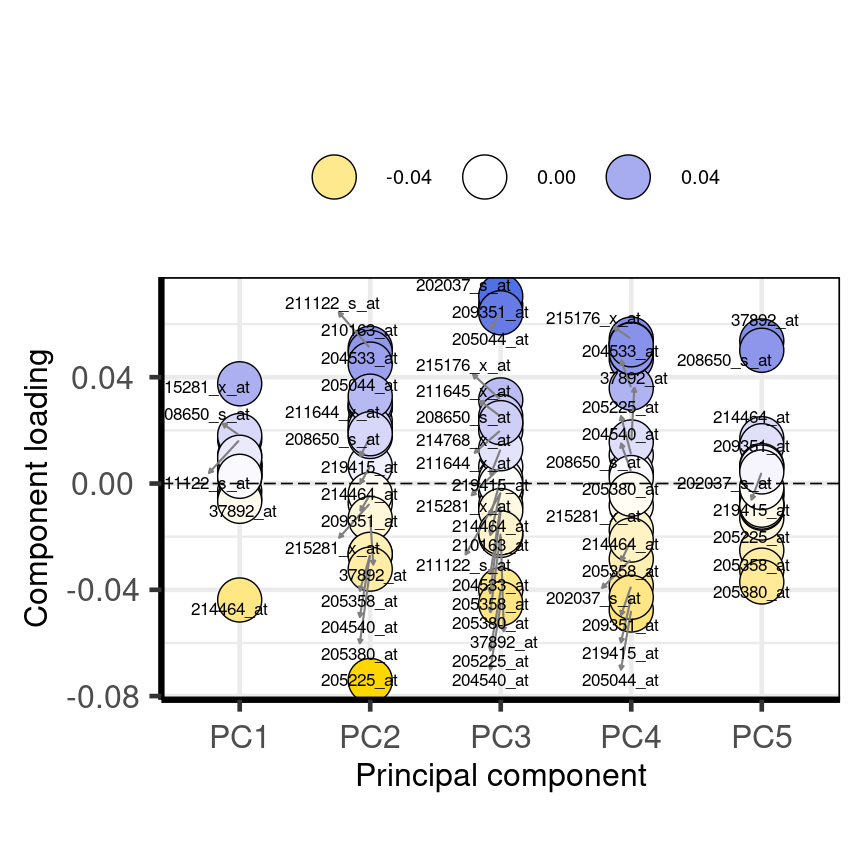 -0.04 0.00 0.04
Component loading
0.04
0.00
-0.04
-0.08
15281_x_at
08650_s_at
11122_s_at
37892_at
214464_at
211122_s_at
210163_at
204533_at
205044_at
211644_x_at
208650_s_at
219415_at
214464_at
209351_at
215281_x_at
37892_at
205358_at
204540_at
205380_at
205225_at
202037_s_at
209351_at
205044_at
215176_x_at
211645_x_at
208650_s_at
214768_x_at
211644_x_at
219415_at
215281_x_at
214464_at
210163_at
211122_s_at
204533_at
205358_at
205380_at
37892_at
205225_at
204540_at
215176_x_at
204533_at
37892_at
205225_at
204540_at
208650_s_at
205380_at
215281_x_at
214464_at
205358_at
202037_s_at
209351_at
219415_at
205044_at
37892_at
208650_s_at
214464_at
209351_at
202037_s_at
219415_at
205225_at
205358_at
205380_at
PC1 PC2 PC3 PC4 PC5
Principal component